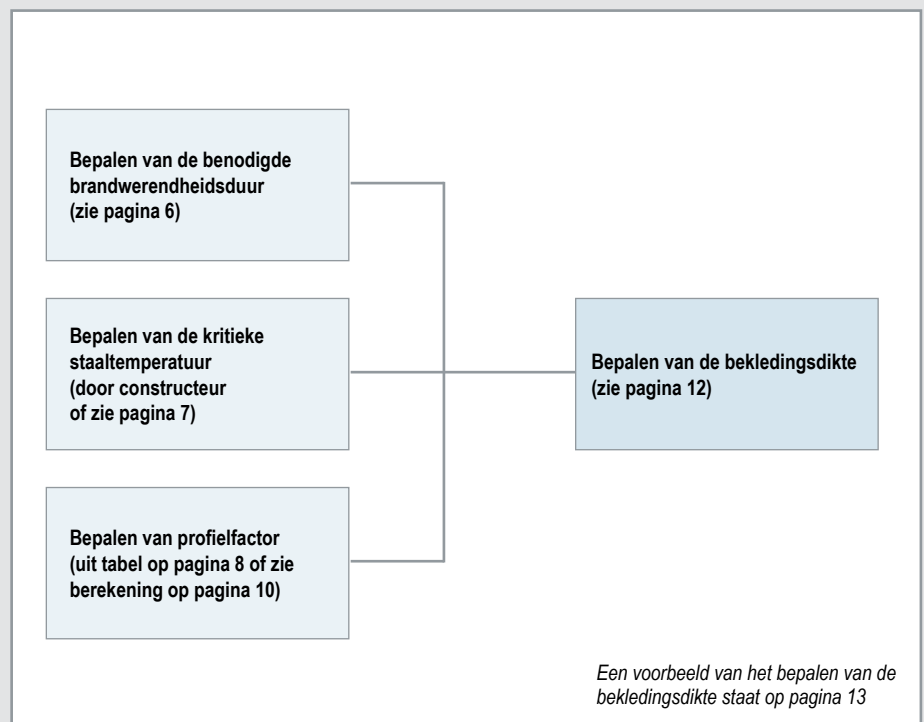 Bepalen van de benodigde
brandwerendheidsduur
(zie pagina 6)
Bepalen van de kritieke
staaltemperatuur
(door constructeur
of zie pagina 7)
Bepalen van profielfactor
(uit tabel op pagina 8 of zie
berekening op pagina 10)
Bepalen van de bekledingsdikte
(zie pagina 12)
Een voorbeeld van het bepalen van de
bekledingsdikte staat op pagina 13